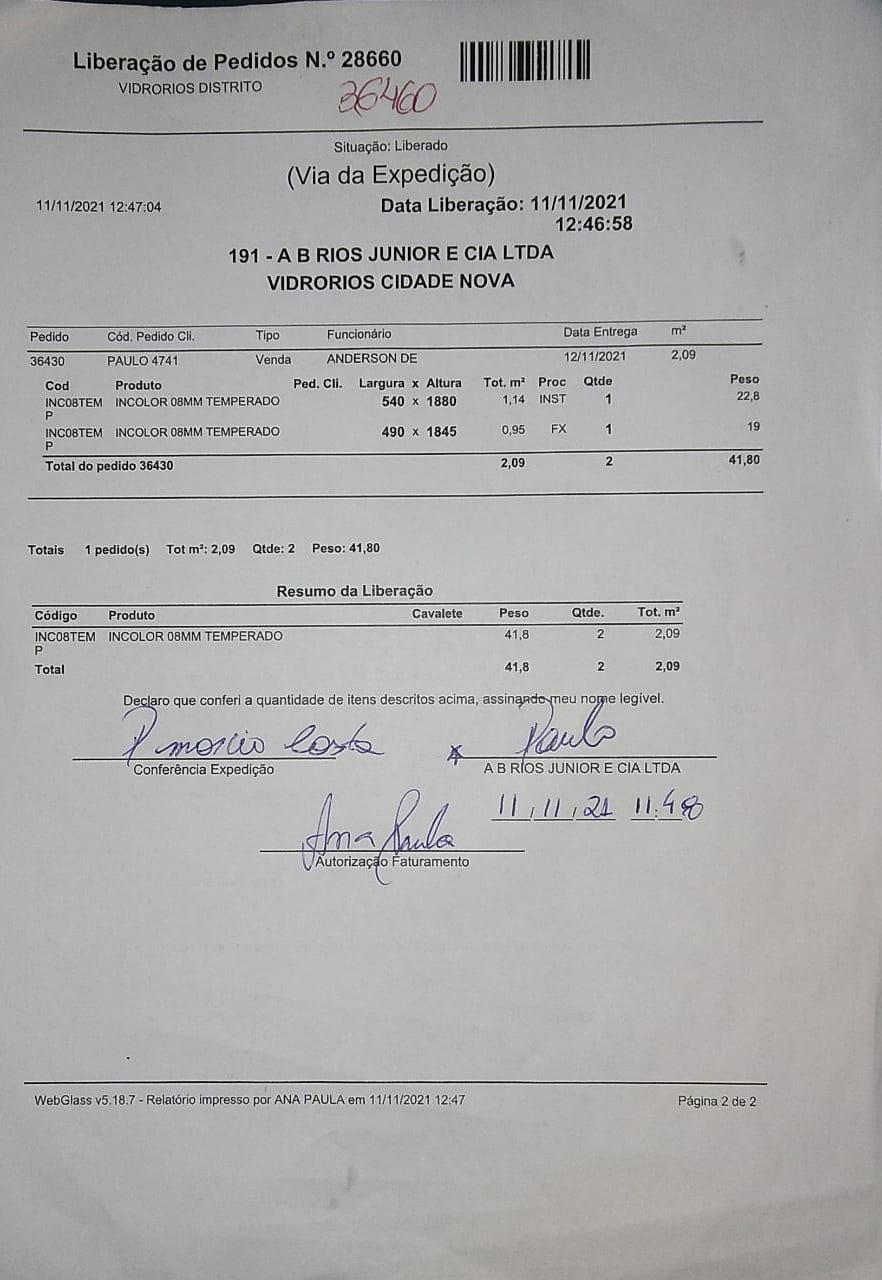 Liberação de Pedidos N.º 28660
VIDRORIOS DISTRITO
36460
Situação: Liberado
(Via da Expedição)
11/11/2021 12:47:04 Data Liberação: 11/11/2021
12:46:58
191 - A B RIOS JUNIOR E CIA LTDA
VIDRORIOS CIDADE NOVA
Pedido Cód. Pedido Cli. Tipo Funcionário Data Entrega m²
36430 PAULO 4741 Venda ANDERSON DE 12/11/2021 2,09
Cod Produto Ped. Cli. Largura x Altura Tot. m² Proc Qtde Peso
INC08TEM INCOLOR 08MM TEMPERADO 540 x 1880 1,14 INST 1 22,8
P
INC08TEM INCOLOR 08MM TEMPERADO 490 x 1845 0,95 FX 1 19
P
Total do pedido 36430 2,09 2 41,80
Totais 1 pedido(s) Tot m²: 2,09 Qtde: 2 Peso: 41,80
Resumo da Liberação
Código Produto Cavalete Peso Qtde. Tot. m²
INC08TEM INCOLOR 08MM TEMPERADO 41,8 2 2,09
P
Total 41,8 2 2,09
Declaro que conferi a quantidade de itens descritos acima, assinando meu nome legível.
P marcio Costa Paulo
Conferência Expedição A B RIOS JUNIOR E CIA LTDA
11/11/21 11:48
Ana Paula
Autorização Faturamento
WebGlass v5.18.7 - Relatório impresso por ANA PAULA em 11/11/2021 12:47 Página 2 de 2